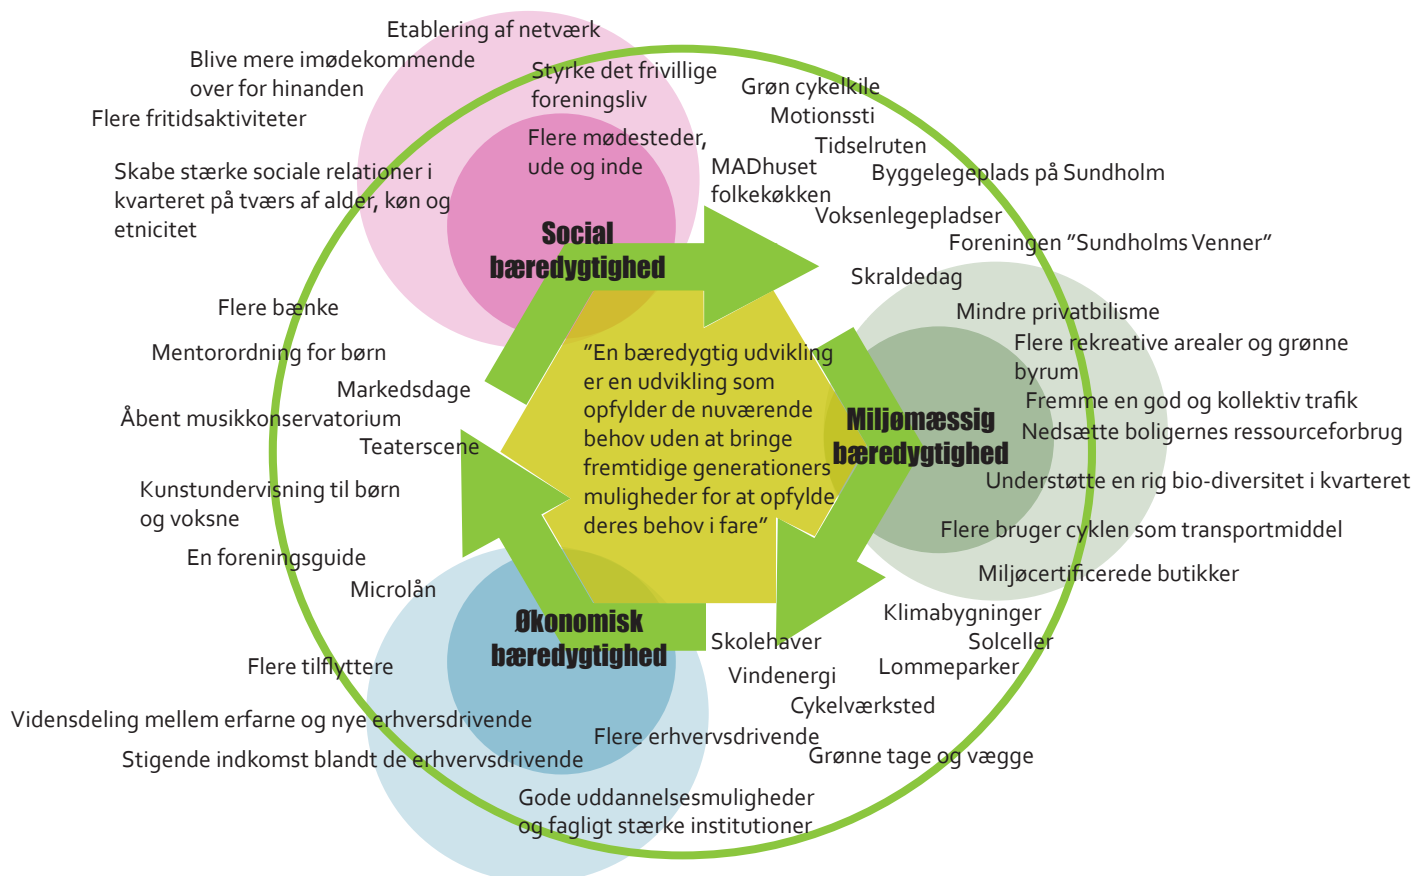 Etablering af netværk
Blive mere imødekommende
over for hinanden
Flere fritidsaktiviteter
Skabe stærke sociale relationer i
kvarteret på tværs af alder, køn og
etnicitet
Styrke det frivillige
foreningsliv
Flere mødesteder,
ude og inde
Social
bæredygtighed
Grøn cykelkile
Motionssti
Tidselruten
MADhuset
folkekøkken
Byggelegeplads på Sundholm
Voksenlegepladser
Foreningen ”Sundholms Venner”
Skraldedag
Mindre privatbilisme
Flere rekreative arealer og grønne
byrum
Fremme en god og kollektiv trafik
Nedsætte boligernes ressourceforbrug
Miljømæssig
bæredygtighed
Understøtte en rig bio-diversitet i kvarteret
Flere bruger cyklen som transportmiddel
Miljøcertificerede butikker
”En bæredygtig udvikling
er en udvikling som
opfylder de nuværende
behov uden at bringe
fremtidige generationers
muligheder for at opfylde
deres behov i fare”
Flere bænke
Mentorordning for børn
Markedsdage
Åbent musikkonservatorium
Teaterscene
Kunstundervisning til børn
og voksne
En foreningsguide
Microlån
Økonomisk
bæredygtighed
Flere tilflyttere
Vidensdeling mellem erfarne og nye erhversdrivende
Stigende indkomst blandt de erhvervsdrivende
Flere erhvervsdrivende
Gode uddannelsesmuligheder
og fagligt stærke institutioner
Klimabygninger
Solceller
Skolehaver
Lommeparker
Vindenergi
Cykelværksted
Grønne tage og vægge